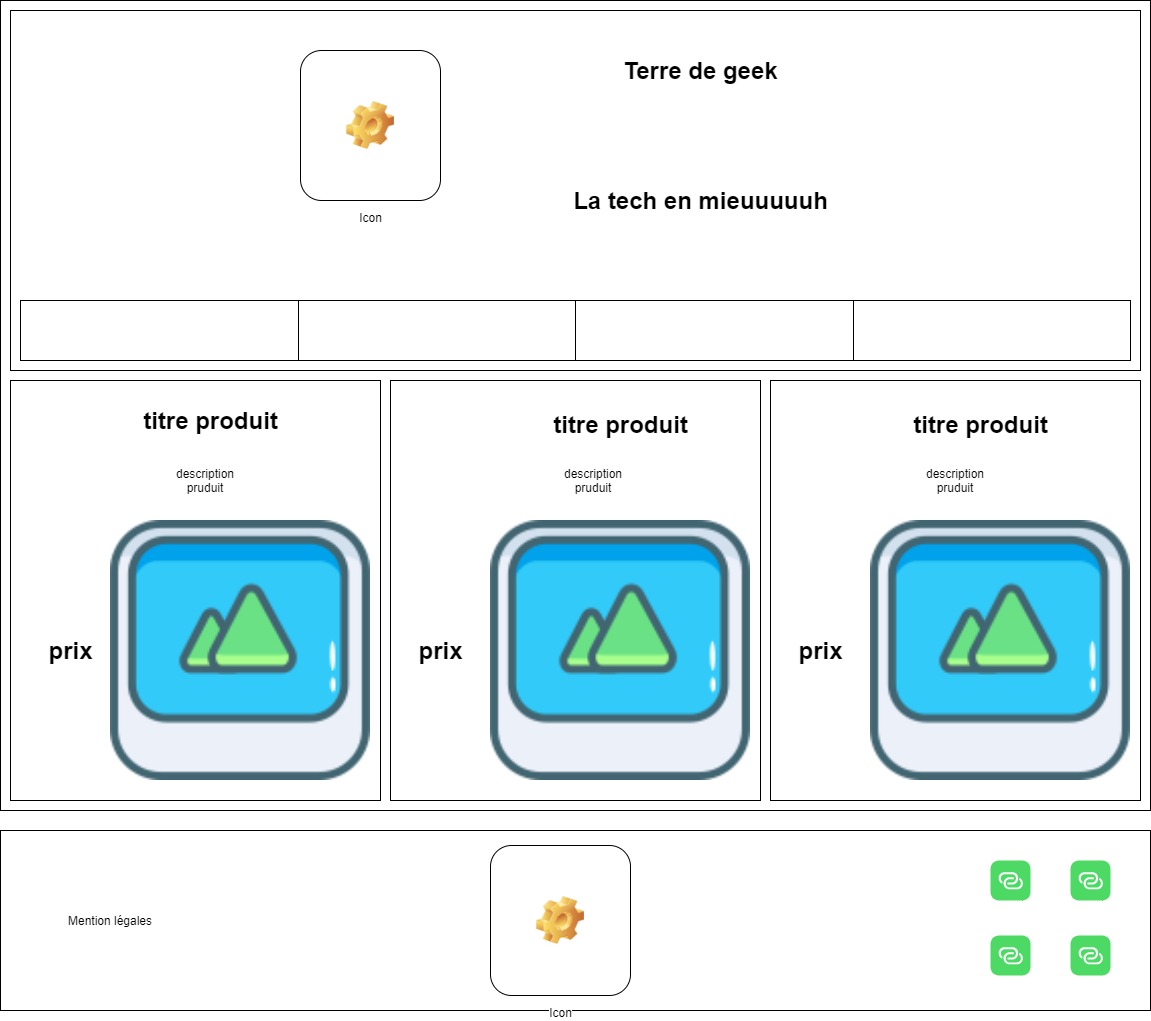 Terre de geek
La tech en mieuuuuuh
Icon
titre produit
description
pruduit
prix
titre produit
description
pruduit
prix
titre produit
description
pruduit
prix
Mention légales
Icon